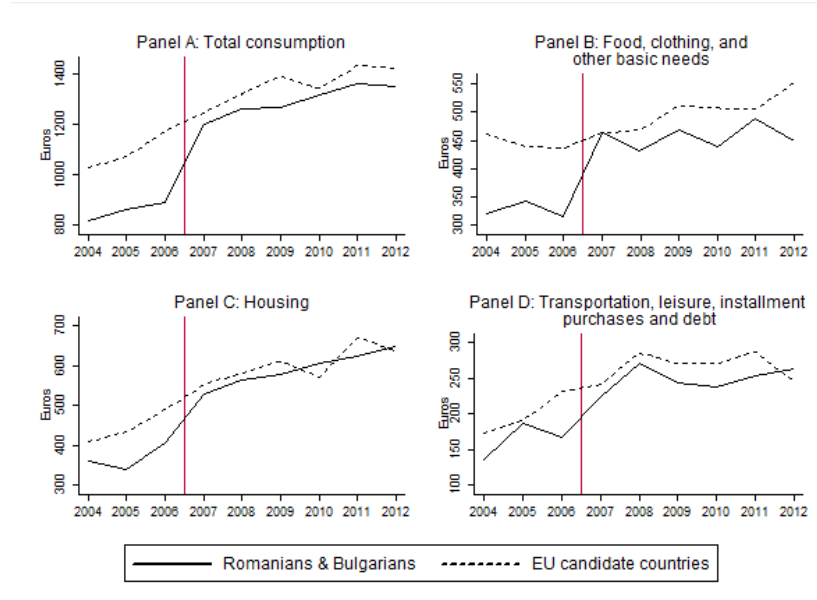 Panel A: Total consumption
Euros
1400
1200
1000
800
2004 2005 2006 2007 2008 2009 2010 2011 2012
Panel B: Food, clothing, and
other basic needs
Euros
550
500
450
400
350
300
2004 2005 2006 2007 2008 2009 2010 2011 2012
Panel C: Housing
Euros
700
600
500
400
300
2004 2005 2006 2007 2008 2009 2010 2011 2012
Panel D: Transportation, leisure, installment
purchases and debt
Euros
300
250
200
150
100
2004 2005 2006 2007 2008 2009 2010 2011 2012
Romanians & Bulgarians EU candidate countries